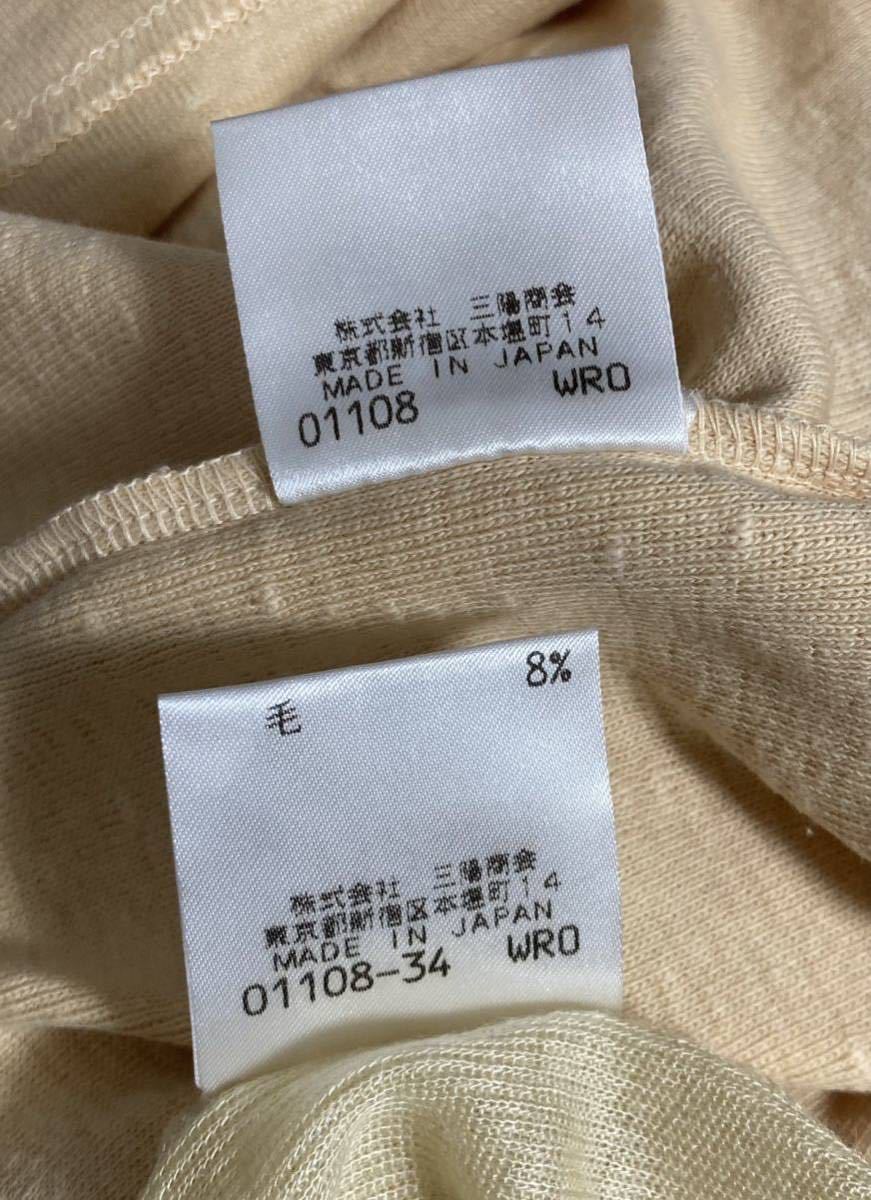 株式会社 三陽商会
東京都新宿区本塩町14
MADE IN JAPAN
01108 WRO
毛 8%
株式会社 三陽商会
東京都新宿区本塩町14
MADE IN JAPAN
01108-34 WRO